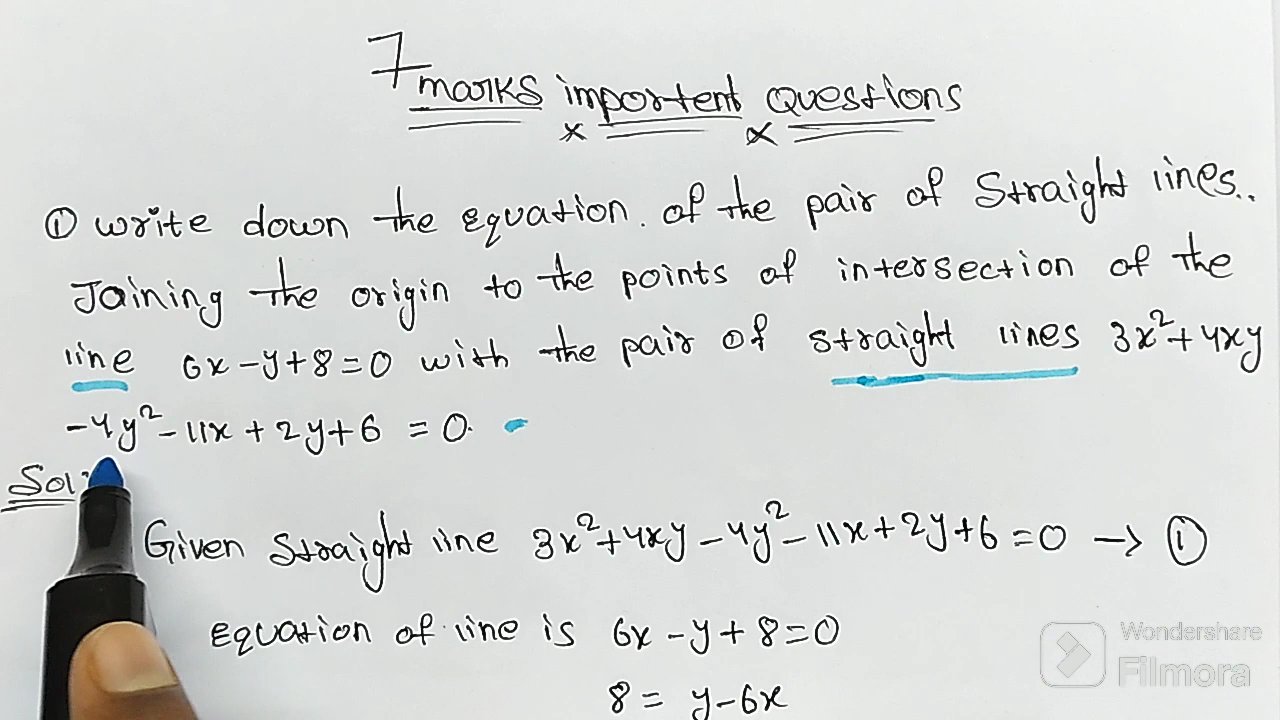 7 marks importent questions
x x
① write down the equation. of the pair of Straight lines..
Joining the origin to the points of intersection of the
line 6x-y+8=0 with the pair of straight lines 3x²+4xy
-4y²-11x+2y+6 =0.
Sol:
Given Straight line 3x²+4xy-4y²-11x+2y+6=0 → ①
equation of line is 6x-y+8=0
8= y-6x
Wondershare
Filmora